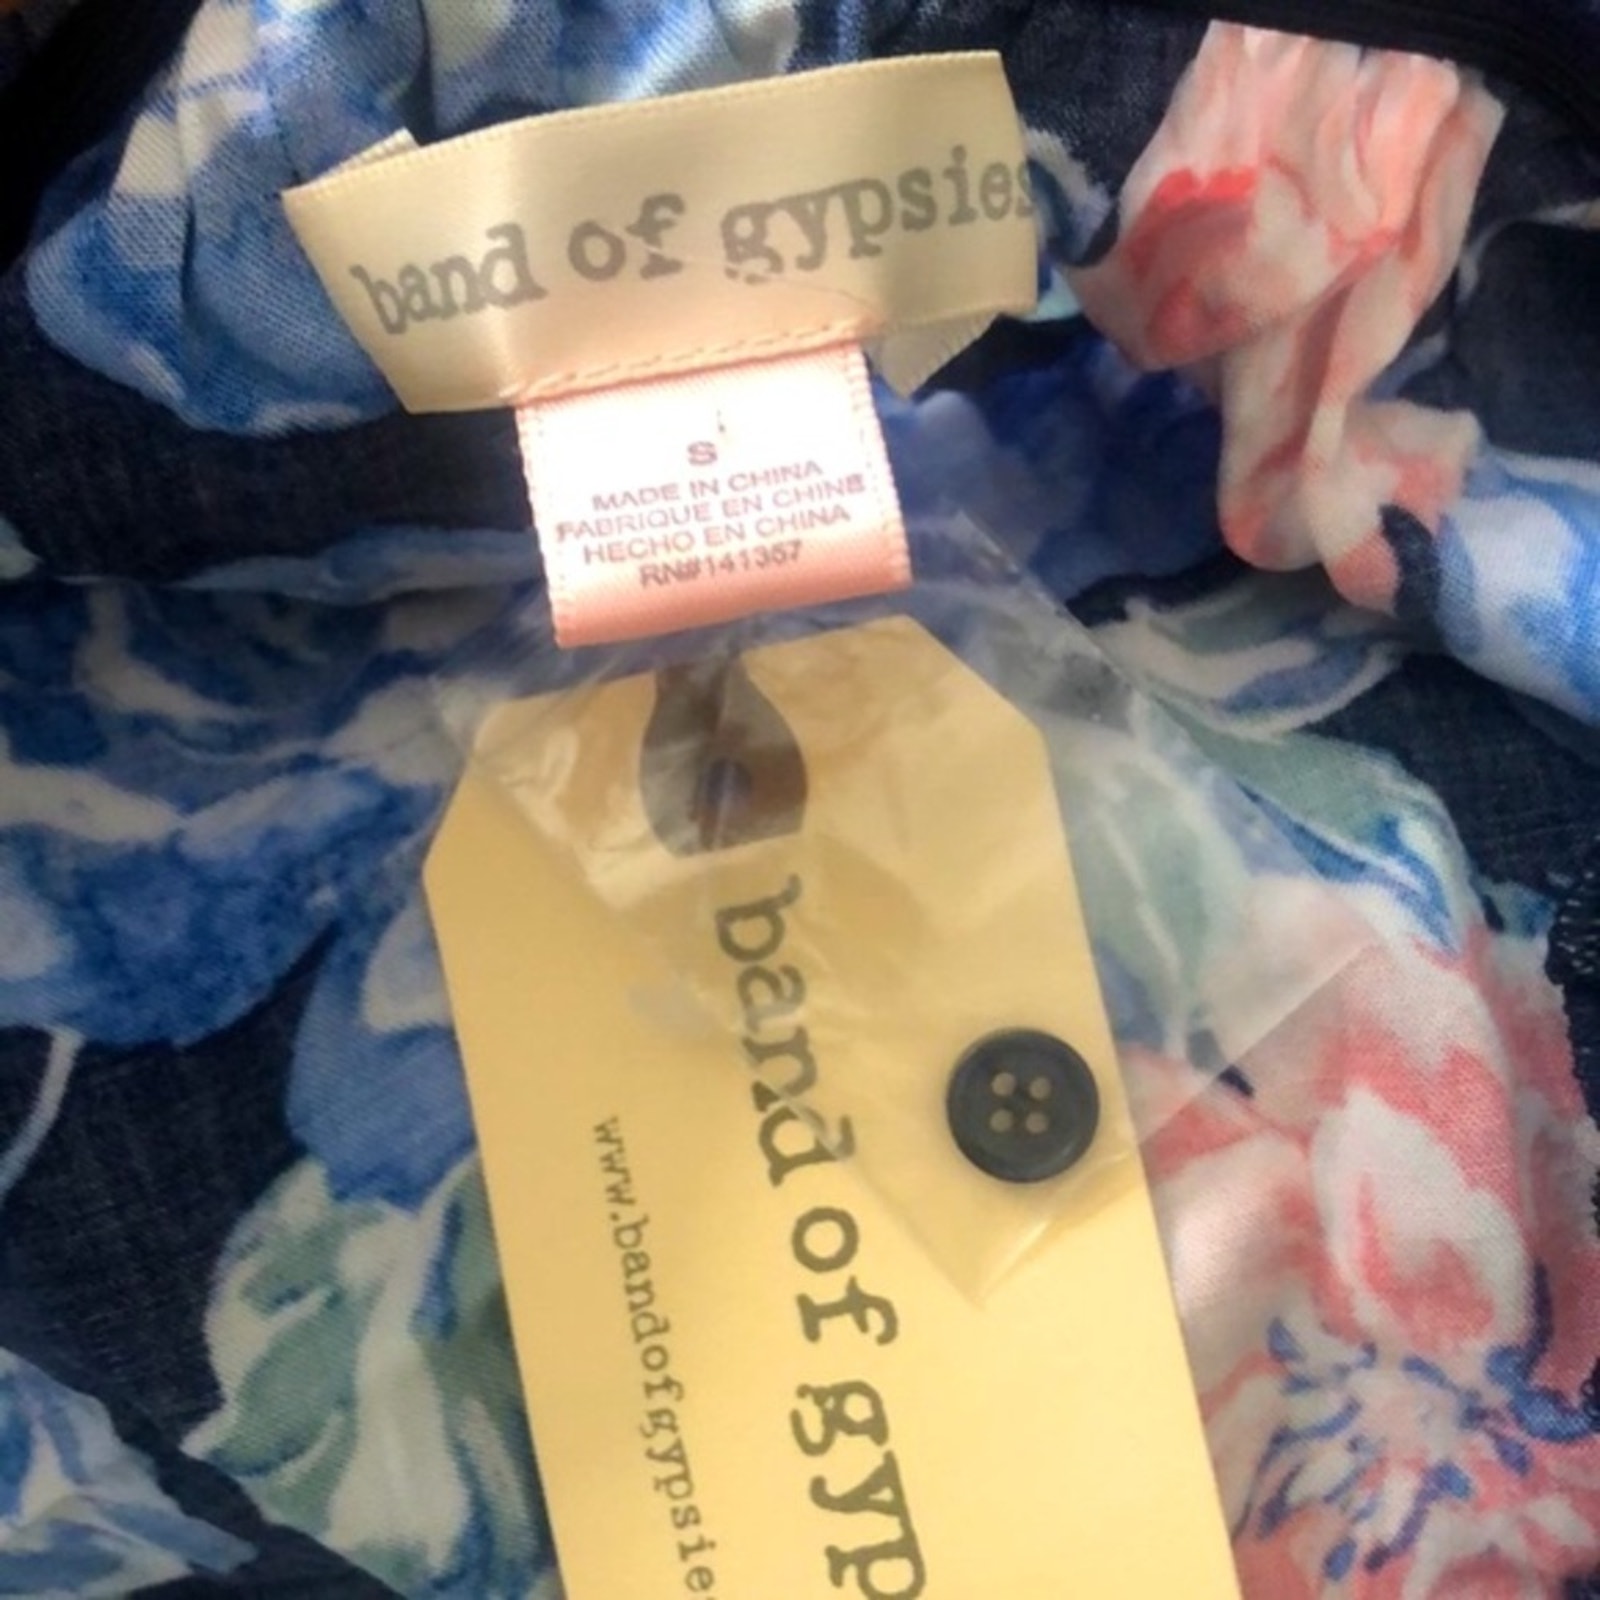 band of gypsies
S
MADE IN CHINA
FABRIQUE EN CHINE
HECHO EN CHINA
RN#141357
band of gyp
www.bandofgypsies